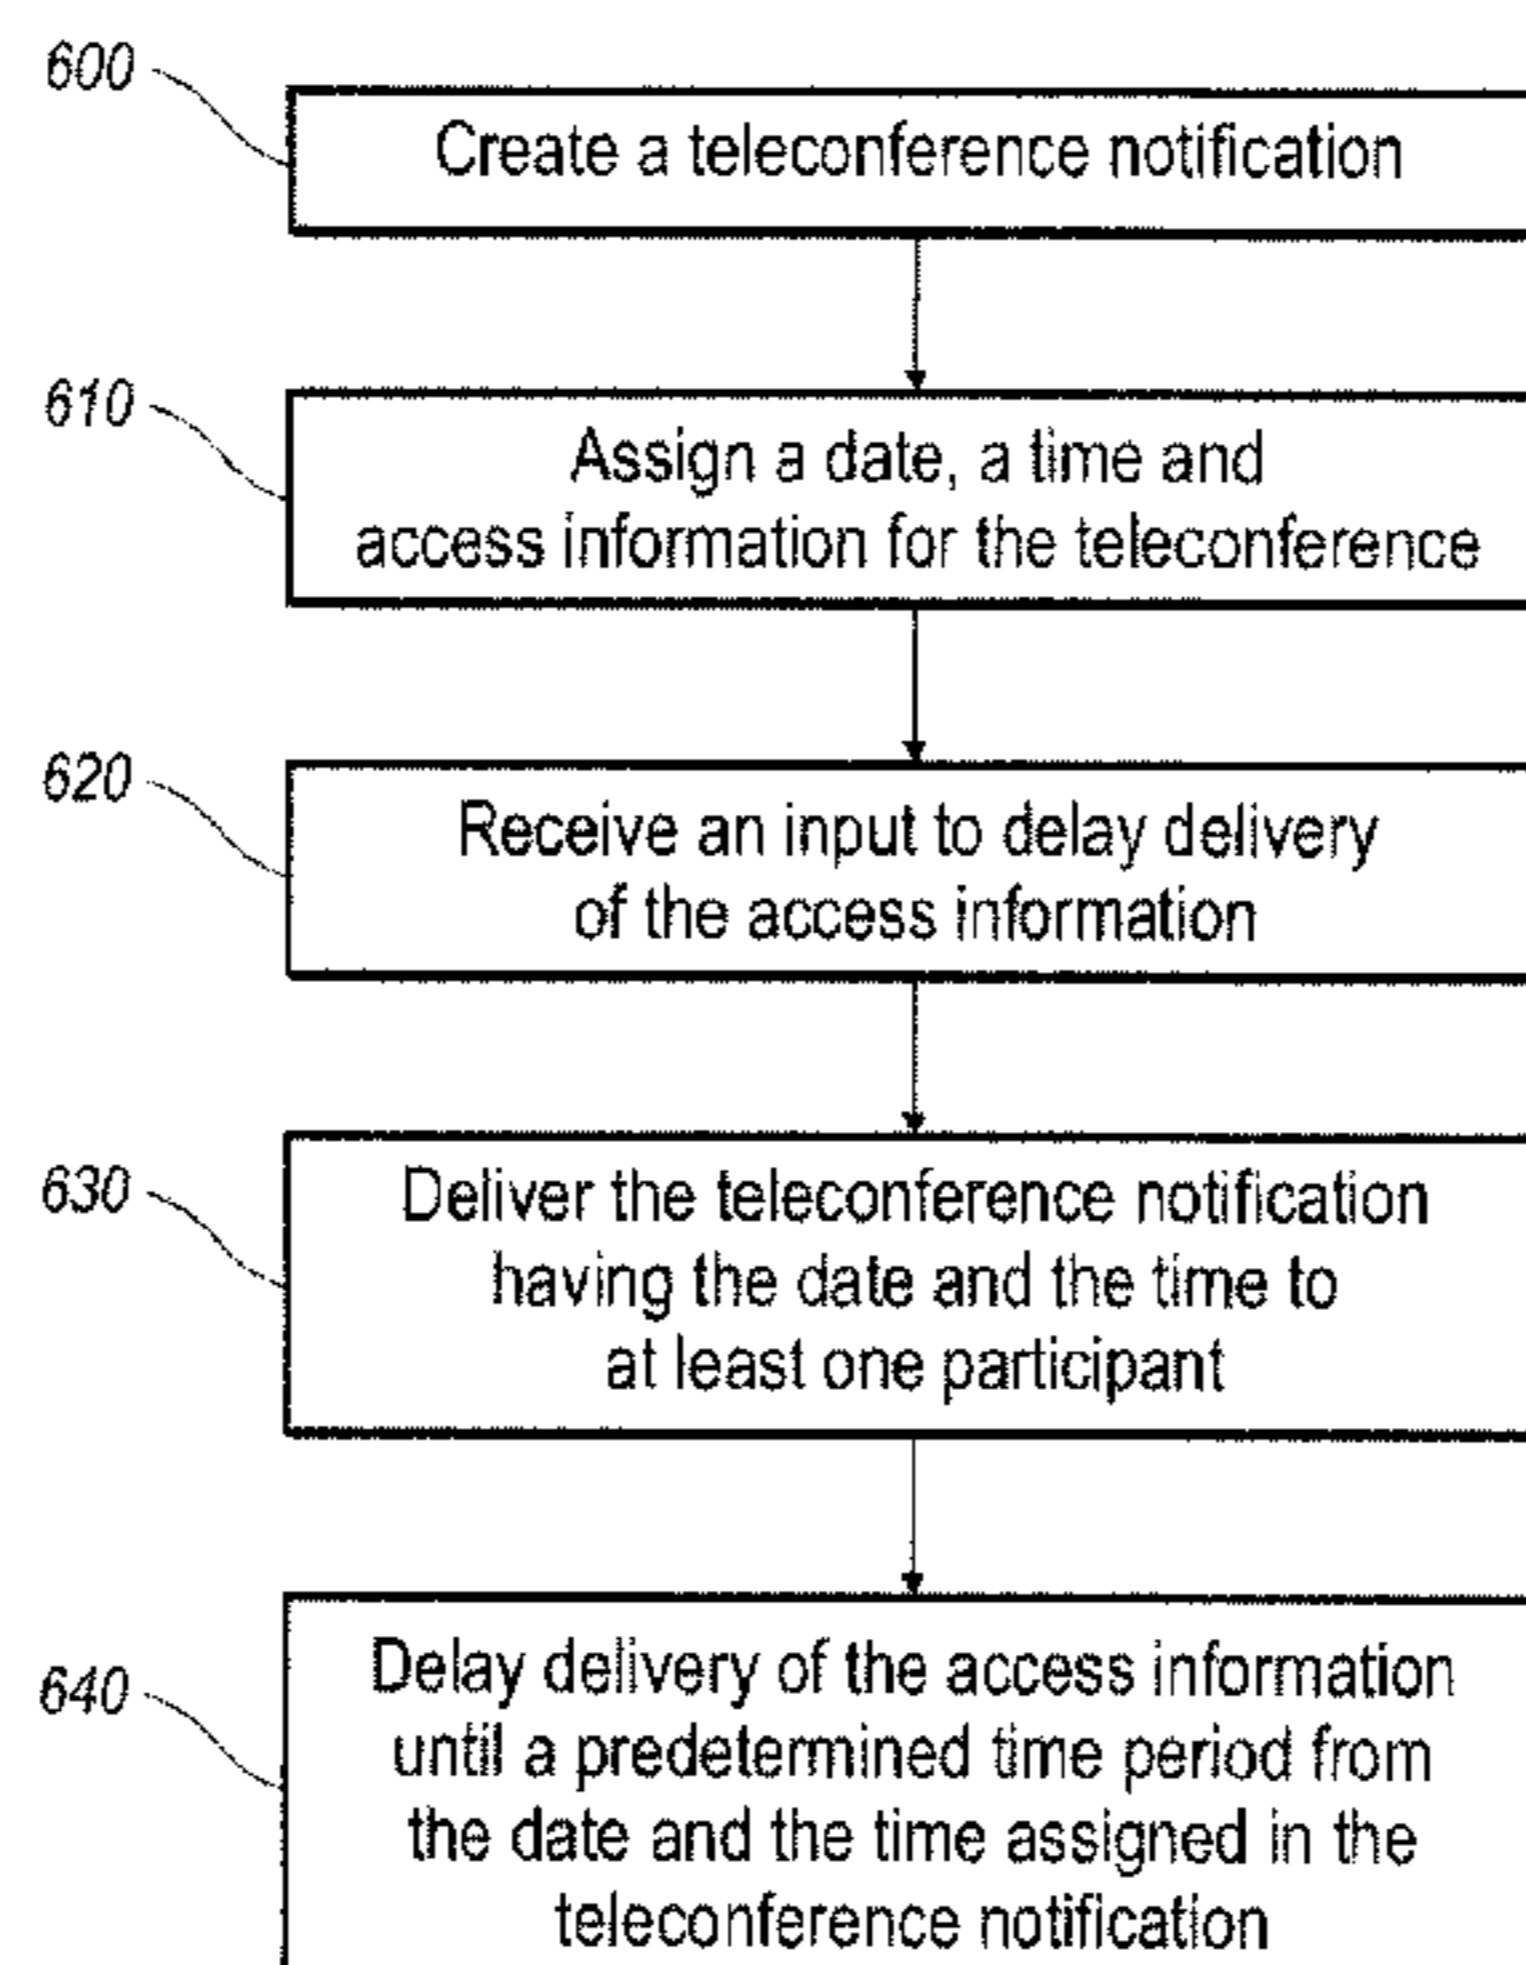 600
Create a teleconference notification
610
Assign a date, a time and
access information for the teleconference
620
Receive an input to delay delivery
of the access information
630
Deliver the teleconference notification
having the date and the time to
at least one participant
640
Delay delivery of the access information
until a predetermined time period from
the date and the time assigned in the
teleconference notification